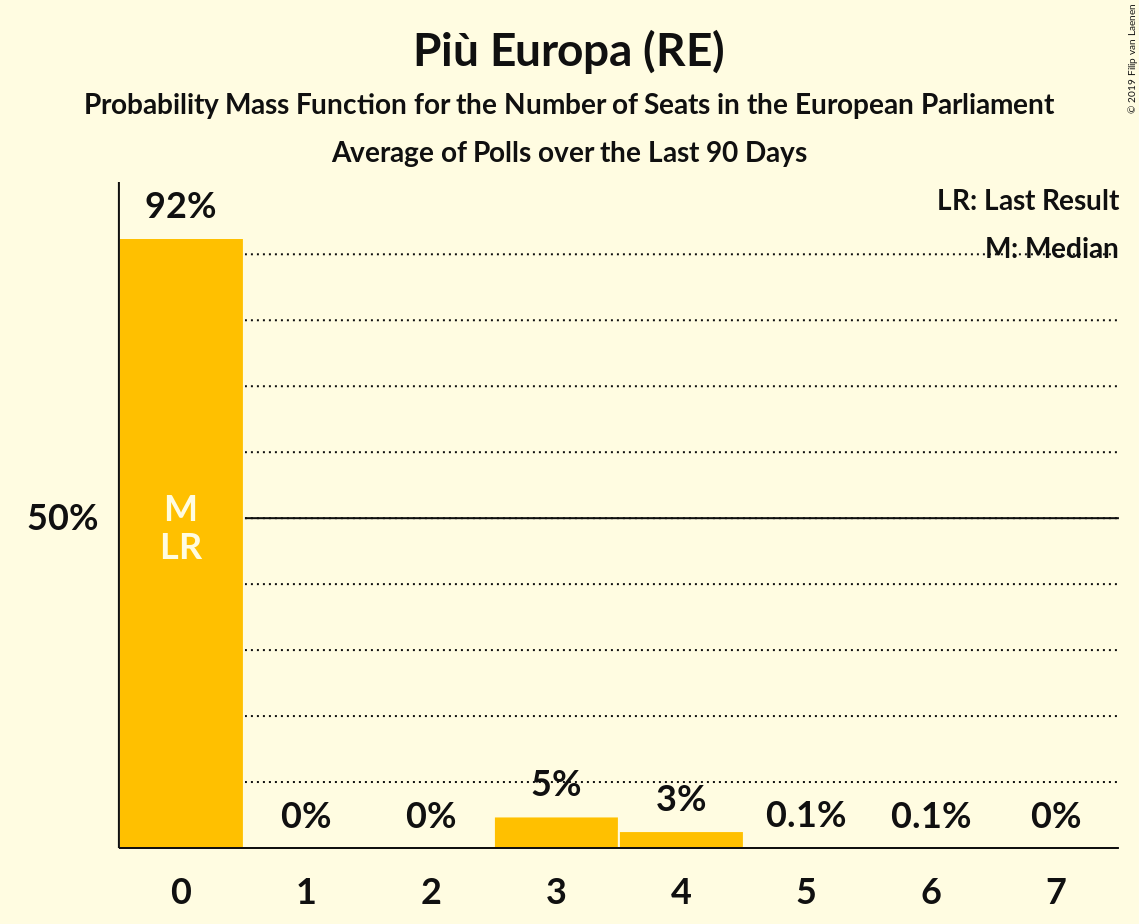 Più Europa (RE)
Probability Mass Function for the Number of Seats in the European Parliament
Average of Polls over the Last 90 Days
© 2019 Filip van Laenen
LR: Last Result
M: Median
92%
50%
M
LR
0%
0%
5%
3%
0.1%
0.1%
0%
0
1
2
3
4
5
6
7